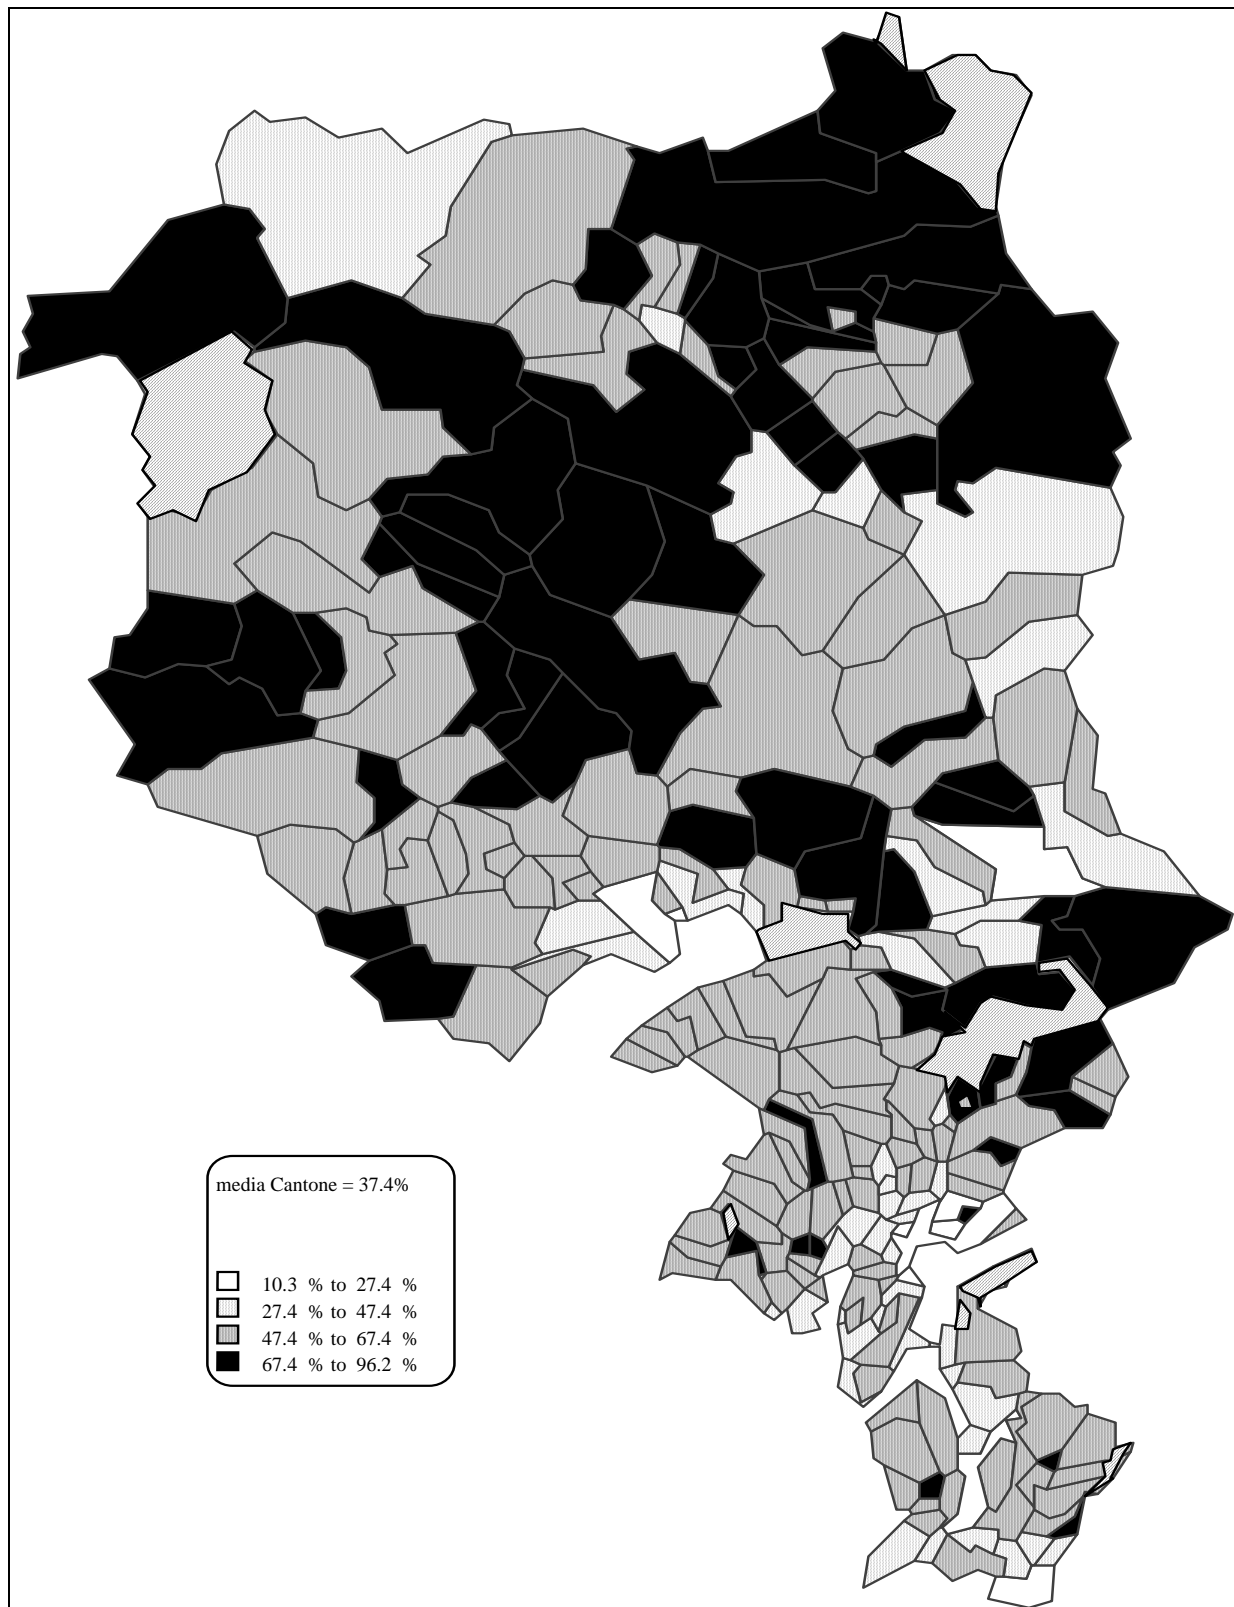 media Cantone = 37.4%
10.3 % to 27.4 %
27.4 % to 47.4 %
47.4 % to 67.4 %
67.4 % to 96.2 %